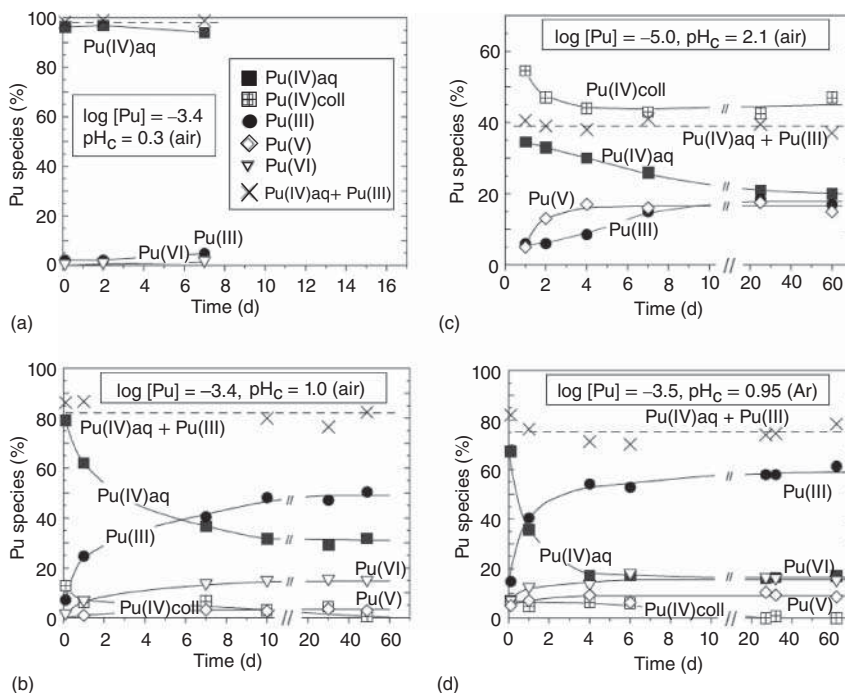 Pu species (%)
100
80
60
40
20
0
Pu(IV)aq
log [Pu] = −3.4
pHc = 0.3 (air)
Pu(IV)aq
Pu(IV)coll
Pu(III)
Pu(V)
Pu(VI)
Pu(IV)aq+ Pu(III)
Pu(VI)
Pu(III)
0 2 4 6 8 10 12 14 16
Time (d)
(a)
Pu species (%)
60
40
20
0
log [Pu] = −5.0, pHc = 2.1 (air)
Pu(IV)coll
Pu(IV)aq + Pu(III)
Pu(IV)aq
Pu(V)
Pu(III)
0 2 4 6 8 10 // 20 40 60
Time (d)
(c)
Pu species (%)
100
80
60
40
20
0
log [Pu] = −3.4, pHc = 1.0 (air)
Pu(IV)aq + Pu(III)
Pu(IV)aq
Pu(III)
Pu(VI)
Pu(IV)coll
Pu(V)
0 2 4 6 8 10 // 20 40 60
Time (d)
(b)
Pu species (%)
100
80
60
40
20
0
log [Pu] = −3.5, pHc = 0.95 (Ar)
Pu(IV)aq + Pu(III)
Pu(III)
Pu(IV)aq
Pu(VI)
Pu(IV)coll
Pu(V)
0 2 4 6 8 10 // 20 40 60
Time (d)
(d)